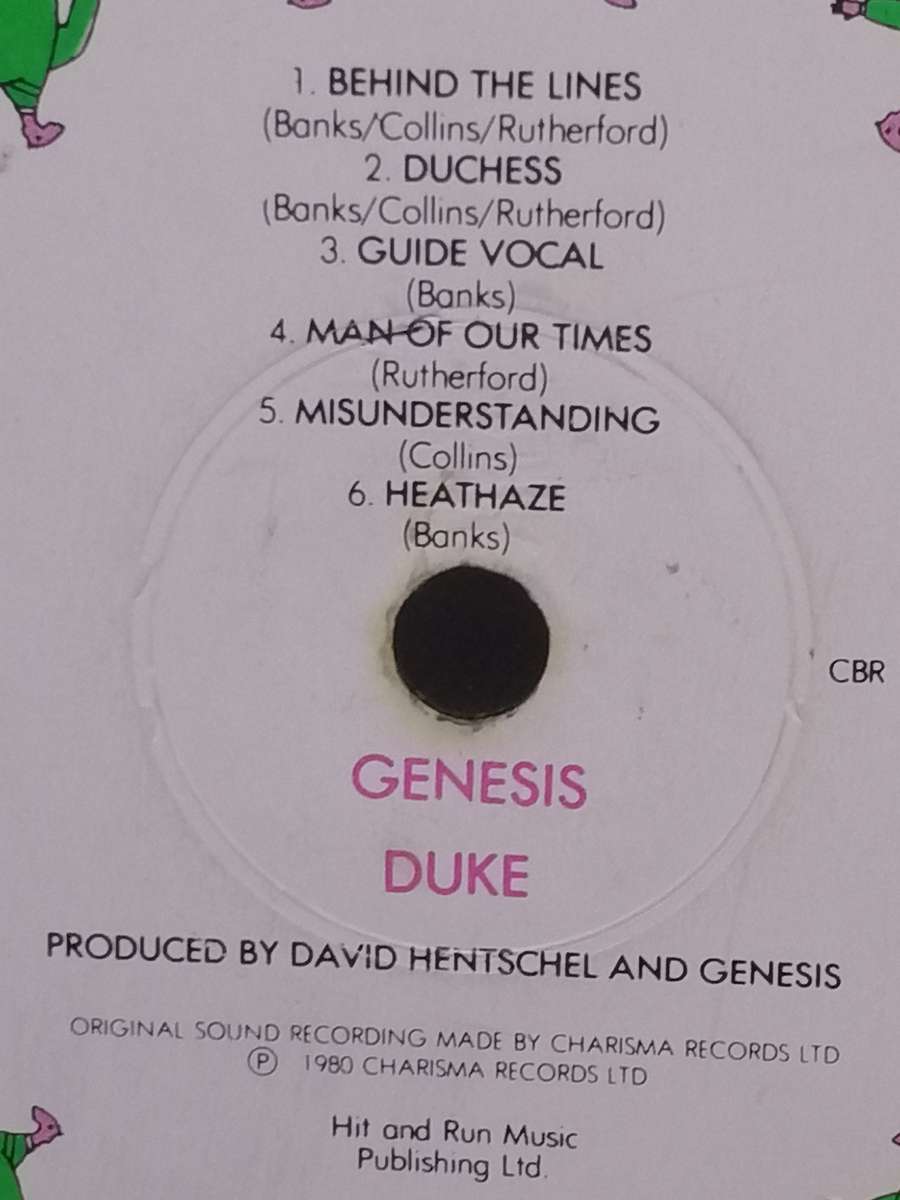 1. BEHIND THE LINES
(Banks/Collins/Rutherford)
2. DUCHESS
(Banks/Collins/Rutherford)
3. GUIDE VOCAL
(Banks)
4. MAN OF OUR TIMES
(Rutherford)
5. MISUNDERSTANDING
(Collins)
6. HEATHAZE
(Banks)
CBR
GENESIS
DUKE
PRODUCED BY DAVID HENTSCHEL AND GENESIS
ORIGINAL SOUND RECORDING MADE BY CHARISMA RECORDS LTD
Ⓟ 1980 CHARISMA RECORDS LTD
Hit and Run Music
Publishing Ltd.